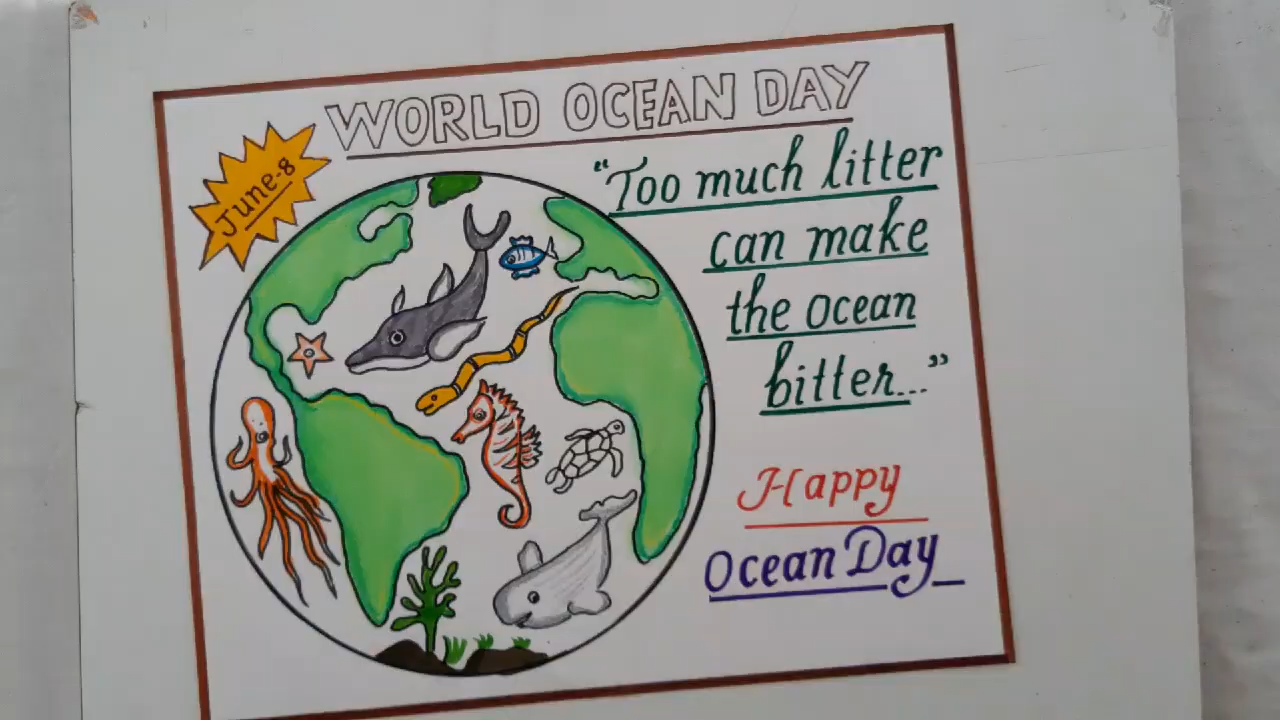 WORLD OCEAN DAY
June-8
"Too much litter
can make
the ocean
bitter..."
Happy
Ocean Day